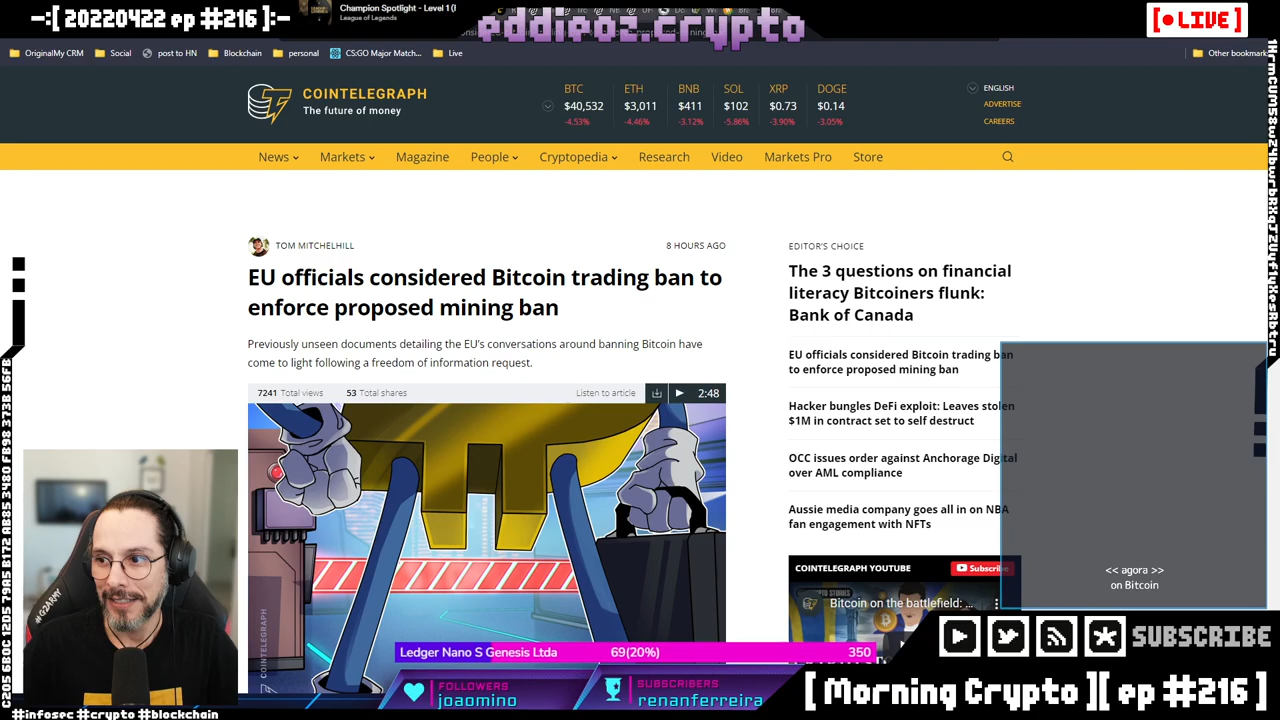 -:[ 20220422 ep #216 ]:-
Champion Spotlight - Level 1 (
League of Legends
eddieoz.crypto
[ LIVE ]
OriginalMy CRM
Social
post to HN
Blockchain
personal
CS:GO Major Match...
Live
Other bookmark
COINTELEGRAPH
The future of money
BTC ETH BNB SOL XRP DOGE
$40,532 $3,011 $411 $102 $0.73 $0.14
-4.53% -4.46% -3.12% -5.86% -3.90% -3.05%
ENGLISH
ADVERTISE
CAREERS
News Markets Magazine People Cryptopedia Research Video Markets Pro Store
TOM MITCHELHILL
8 HOURS AGO
EU officials considered Bitcoin trading ban to
enforce proposed mining ban
Previously unseen documents detailing the EU's conversations around banning Bitcoin have
come to light following a freedom of information request.
7241 Total views 53 Total shares
Listen to article
2:48
COINTELEGRAPH
EDITOR'S CHOICE
The 3 questions on financial
literacy Bitcoiners flunk:
Bank of Canada
EU officials considered Bitcoin trading ban
to enforce proposed mining ban
Hacker bungles DeFi exploit: Leaves stolen
$1M in contract set to self destruct
OCC issues order against Anchorage Digital
over AML compliance
Aussie media company goes all in on NBA
fan engagement with NFTs
COINTELEGRAPH YOUTUBE
Subscribe
Bitcoin on the battlefield: ...
<< agora >>
on Bitcoin
#G2ARMY
Ledger Nano S Genesis Ltda 69(20%) 350
FOLLOWERS
joaomino
SUBSCRIBERS
renanferreira
SUBSCRIBE
[ Morning Crypto ][ ep #216 ]
#infosec #crypto #blockchain